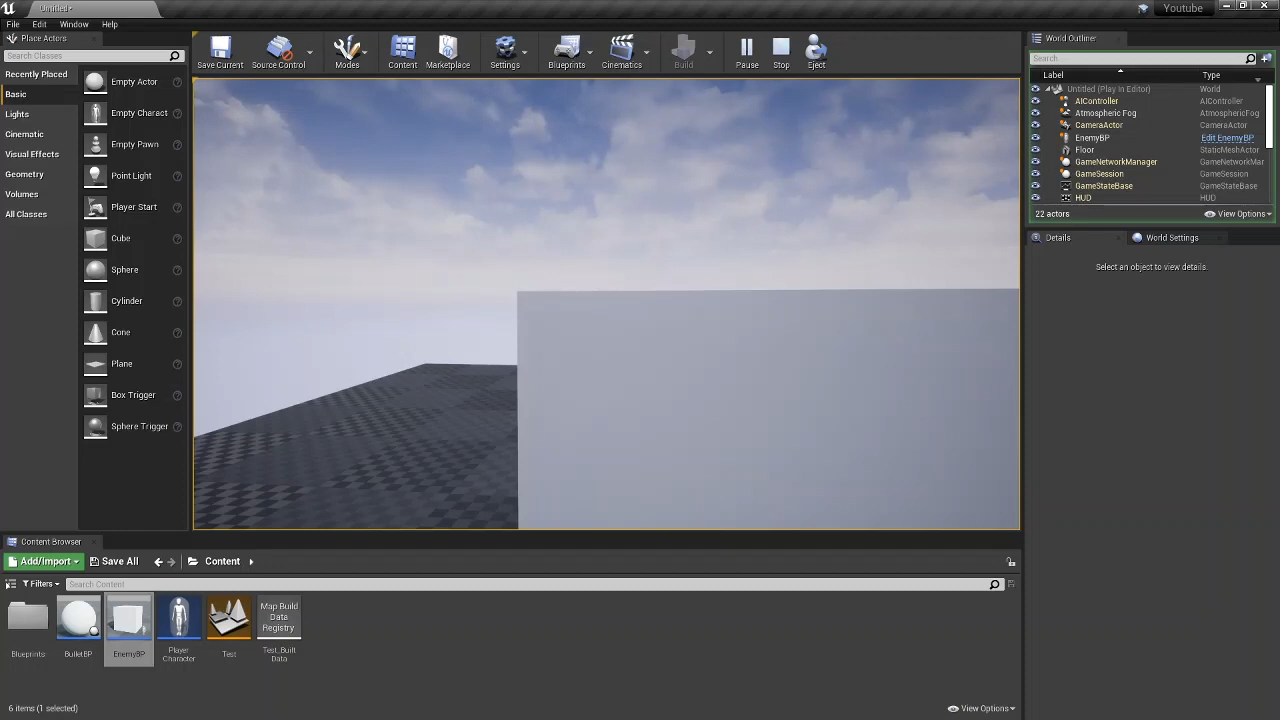 Untitled*
Youtube
File Edit Window Help
Place Actors
Search Classes
Recently Placed
Basic
Lights
Cinematic
Visual Effects
Geometry
Volumes
All Classes
Empty Actor
Empty Charact
Empty Pawn
Point Light
Player Start
Cube
Sphere
Cylinder
Cone
Plane
Box Trigger
Sphere Trigger
Save Current Source Control Modes Content Marketplace Settings Blueprints Cinematics Build Pause Stop Eject
World Outliner
Search
Label Type
Untitled (Play In Editor) World
AIController AIController
Atmospheric Fog AtmosphericFog
CameraActor CameraActor
EnemyBP Edit EnemyBP
Floor StaticMeshActor
GameNetworkManager GameNetworkMar
GameSession GameSession
GameStateBase GameStateBase
HUD HUD
22 actors View Options
Details World Settings
Select an object to view details.
Content Browser
Add/Import Save All Content
Filters Search Content
Blueprints
BulletBP
EnemyBP
Player
Character
Test
Map Build
Data
Registry
Test_Built
Data
6 items (1 selected) View Options